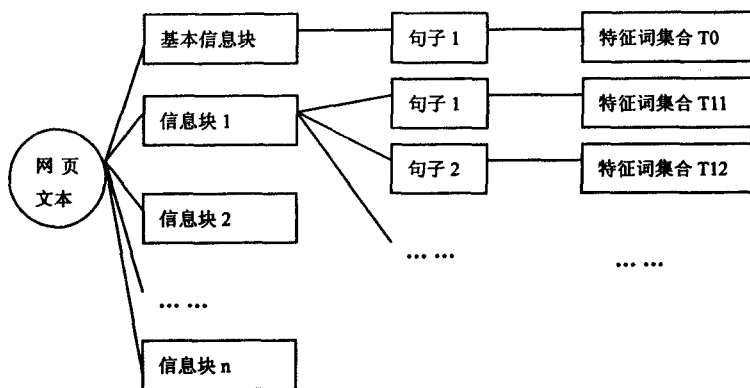 基本信息块
句子 1
特征词集合 T0
信息块 1
句子 1
特征词集合 T11
网 页
文本
句子 2
特征词集合 T12
信息块 2
… …
… …
… …
信息块 n